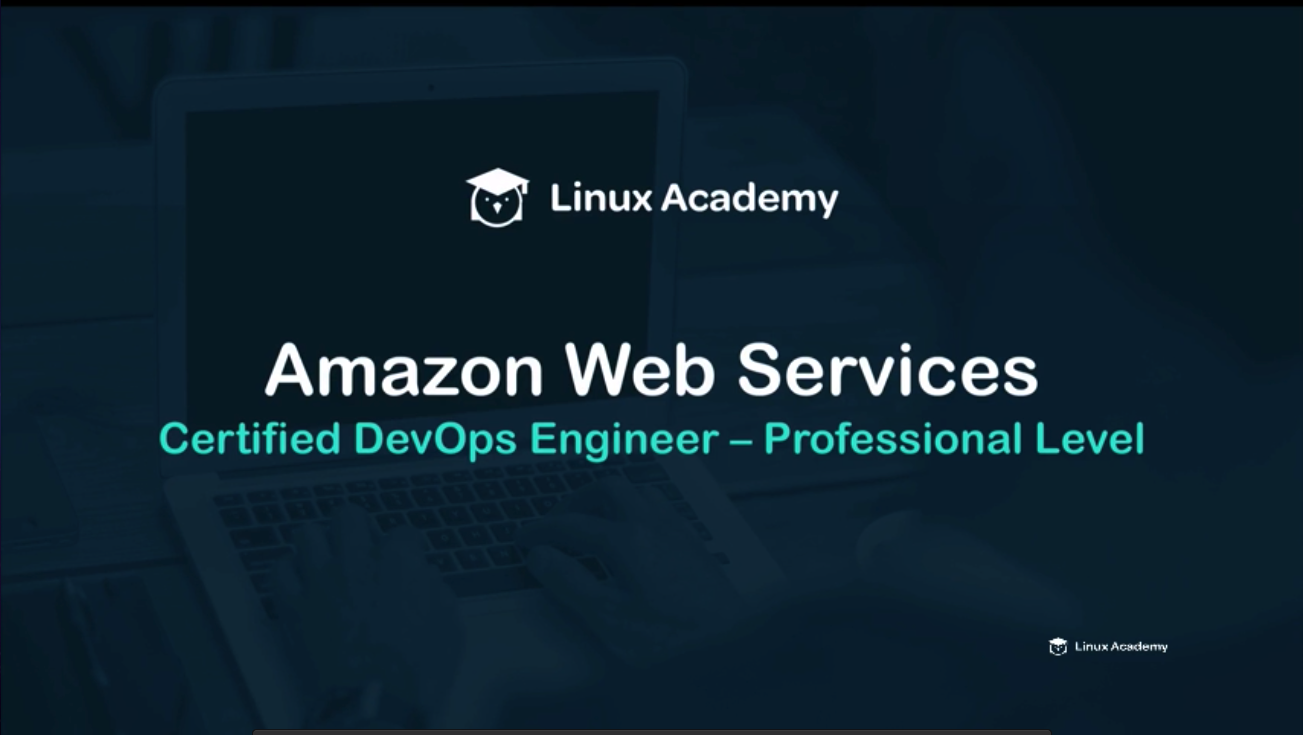 Linux Academy
Amazon Web Services
Certified DevOps Engineer – Professional Level
Linux Academy